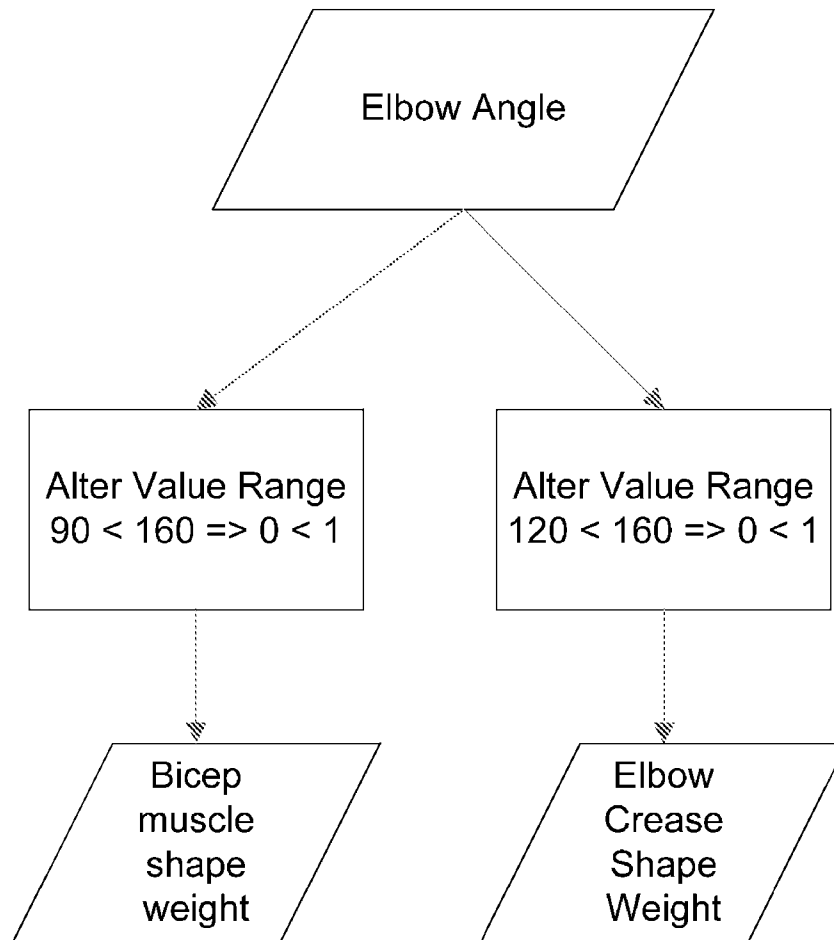 Elbow Angle
Alter Value Range
90 < 160 => 0 < 1
Alter Value Range
120 < 160 => 0 < 1
Bicep
muscle
shape
weight
Elbow
Crease
Shape
Weight